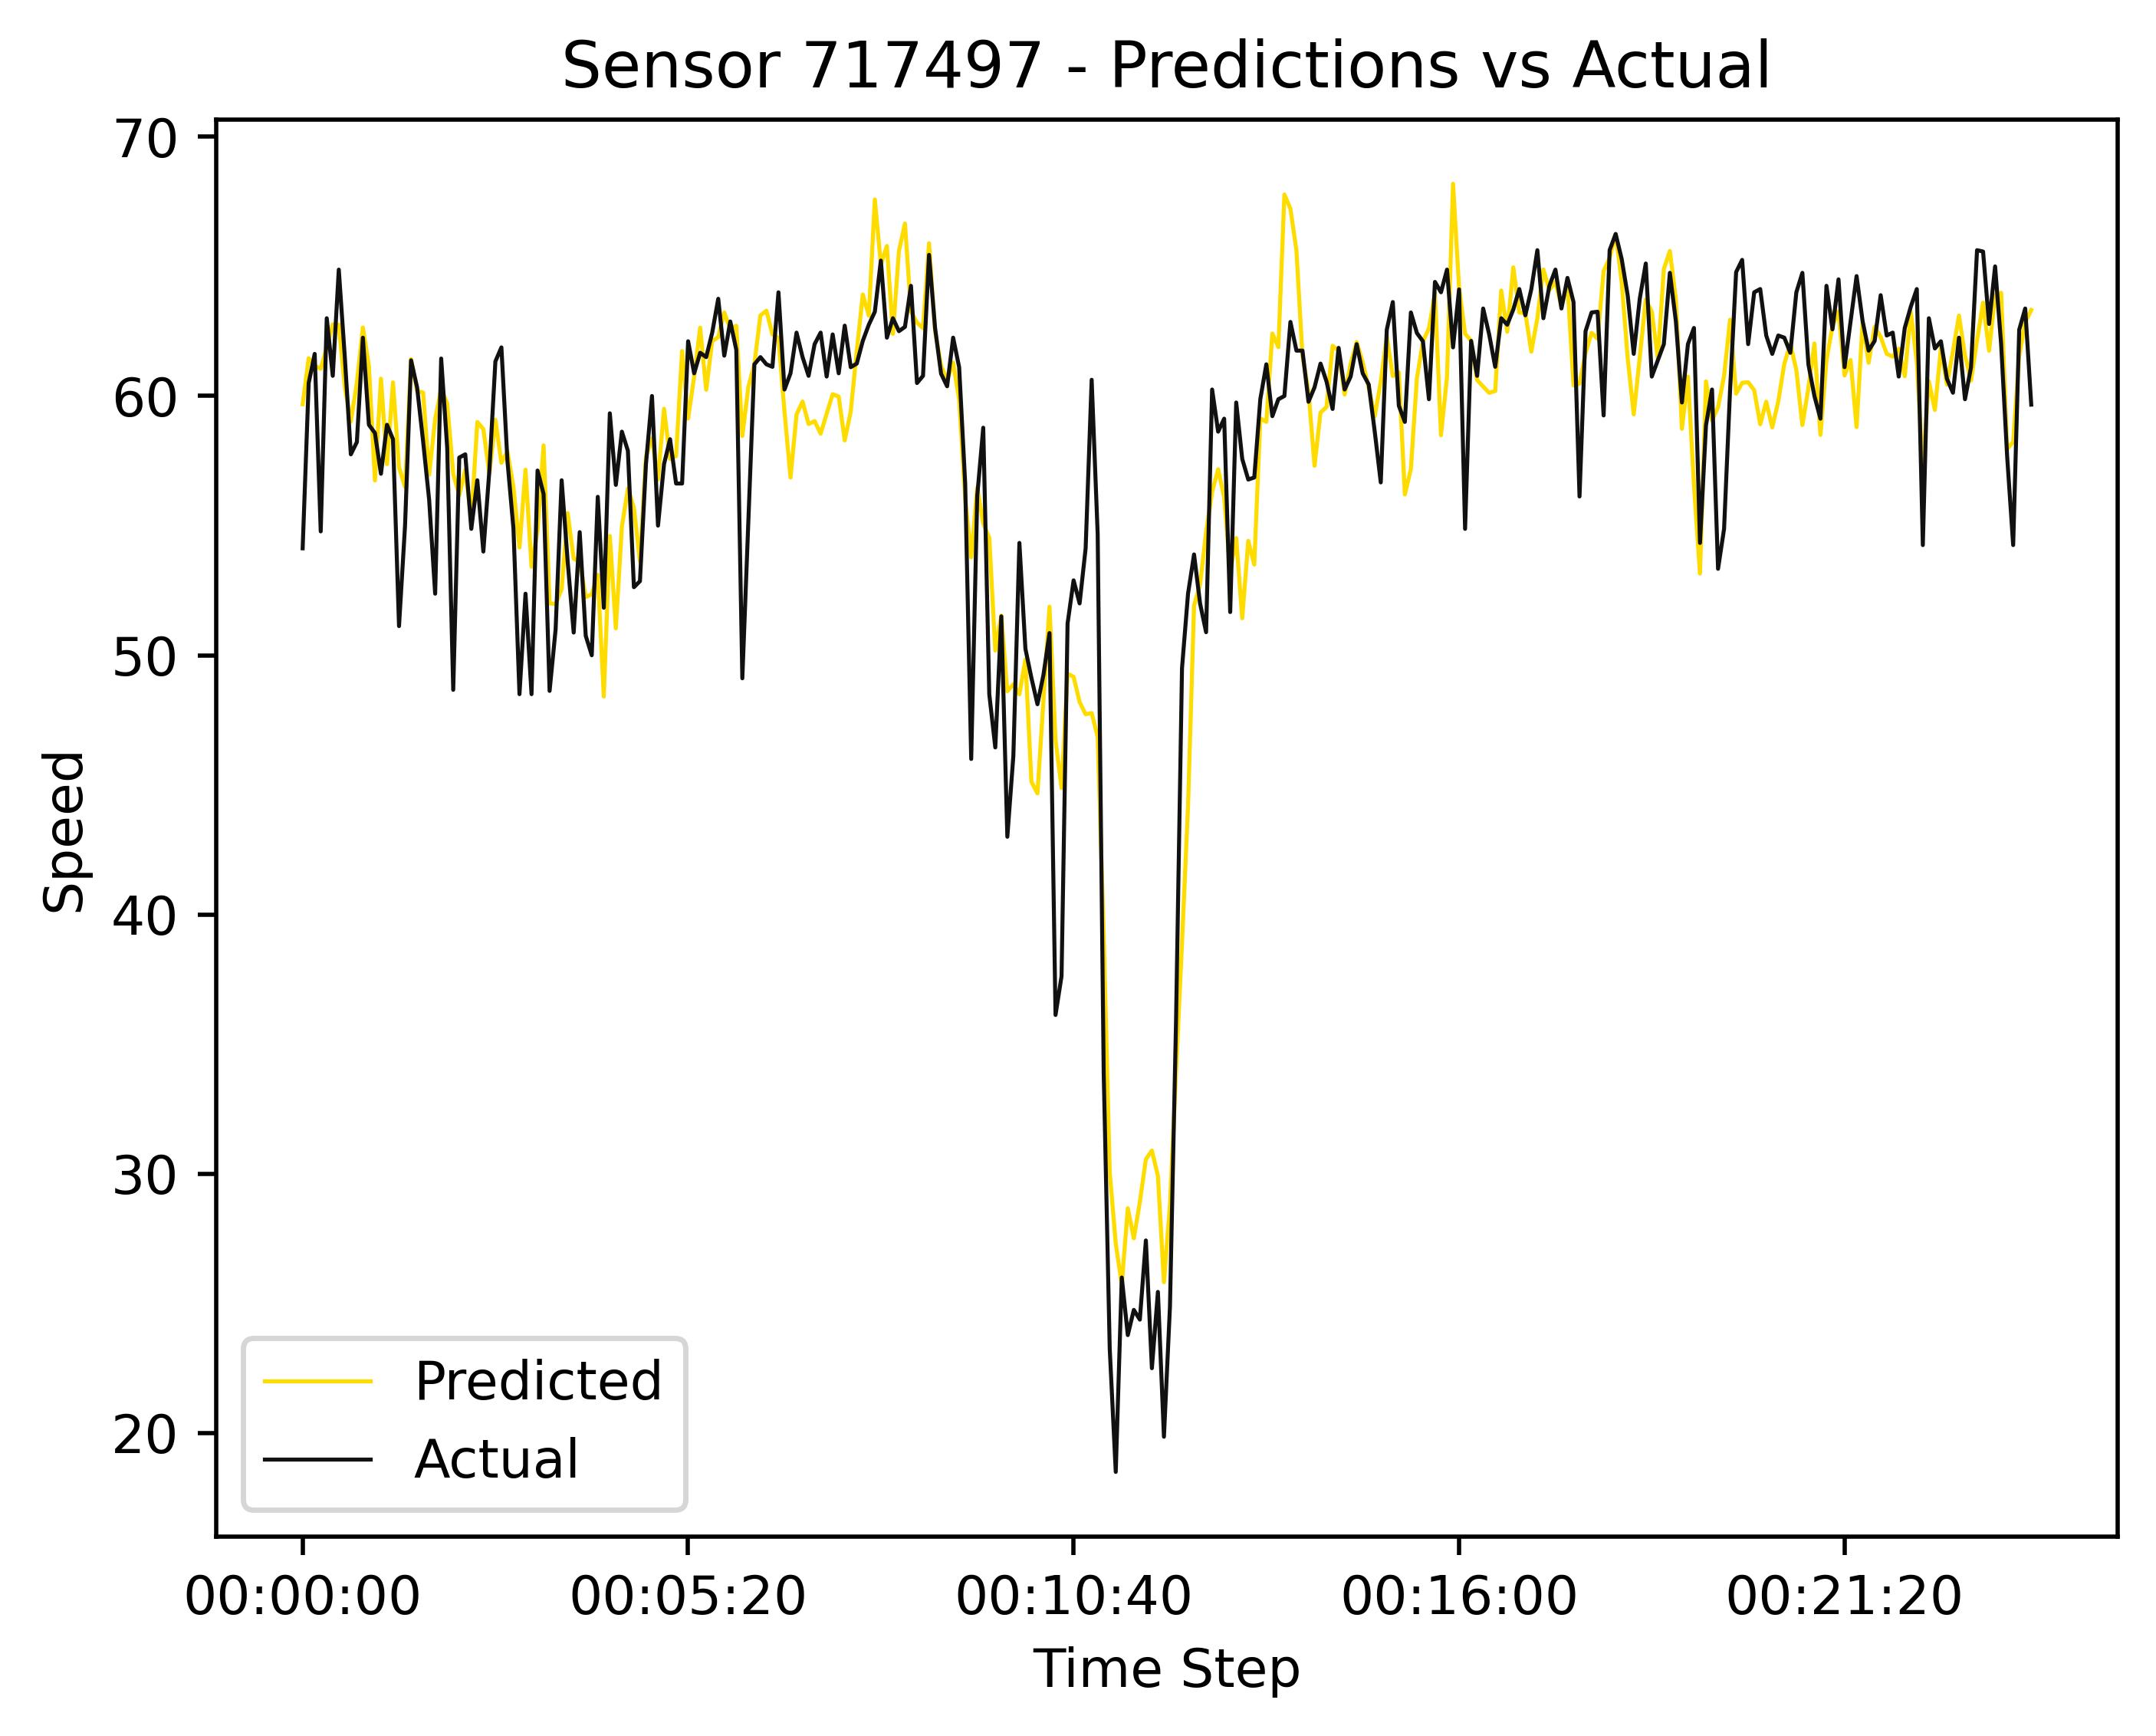 Sensor 717497 - Predictions vs Actual
70
60
50
40
30
20
Speed
Predicted
Actual
00:00:00
00:05:20
00:10:40
00:16:00
00:21:20
Time Step